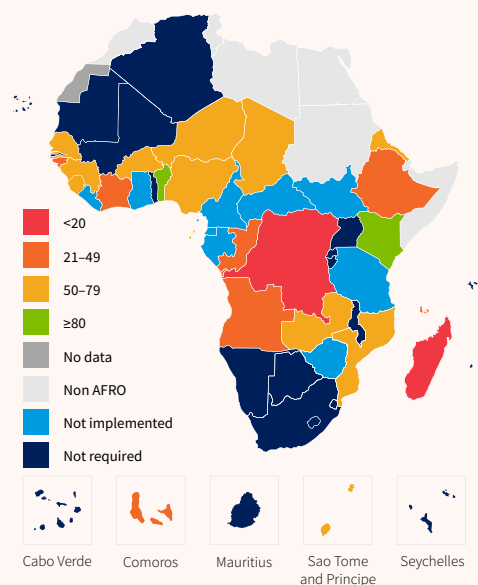 <20
21–49
50–79
≥80
No data
Non AFRO
Not implemented
Not required
Cabo Verde
Comoros
Mauritius
Sao Tome
and Principe
Seychelles